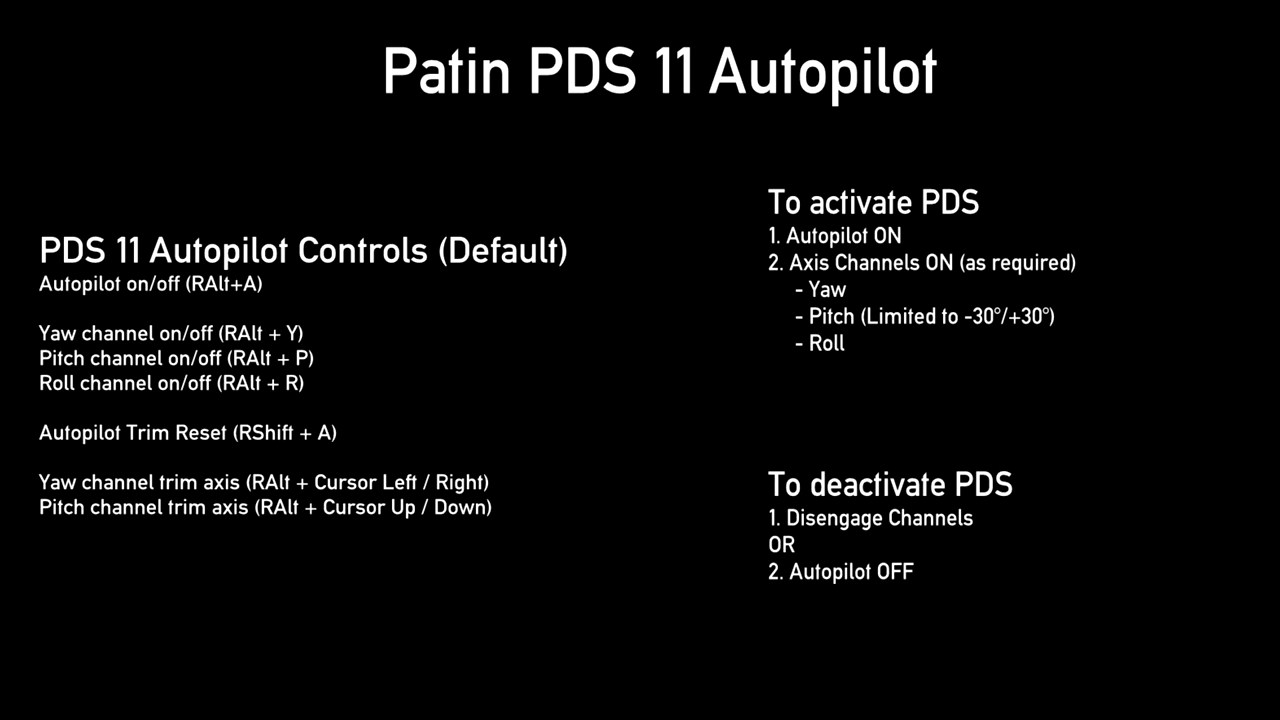 Patin PDS 11 Autopilot
PDS 11 Autopilot Controls (Default)
Autopilot on/off (RAlt+A)
Yaw channel on/off (RAlt + Y)
Pitch channel on/off (RAlt + P)
Roll channel on/off (RAlt + R)
Autopilot Trim Reset (RShift + A)
Yaw channel trim axis (RAlt + Cursor Left / Right)
Pitch channel trim axis (RAlt + Cursor Up / Down)
To activate PDS
1. Autopilot ON
2. Axis Channels ON (as required)
- Yaw
- Pitch (Limited to -30°/+30°)
- Roll
To deactivate PDS
1. Disengage Channels
OR
2. Autopilot OFF